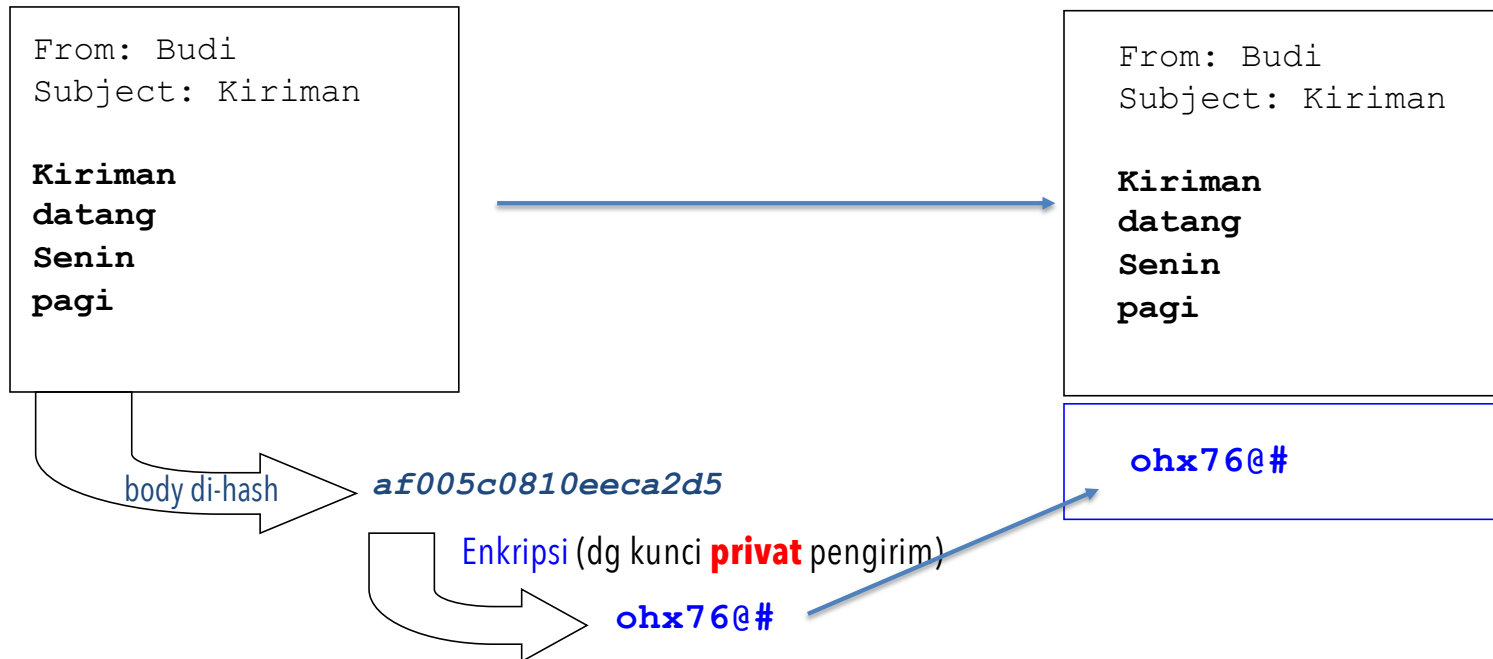 From: Budi
Subject: Kiriman
Kiriman
datang
Senin
pagi
body di-hash
af005c0810eeca2d5
Enkripsi (dg kunci privat pengirim)
ohx76@#
From: Budi
Subject: Kiriman
Kiriman
datang
Senin
pagi
ohx76@#